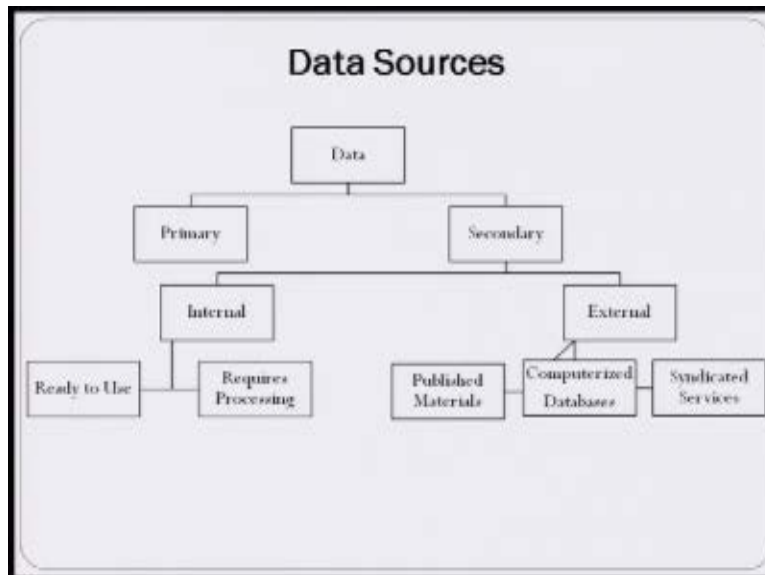 Data Sources
Data
Primary
Secondary
Internal
External
Ready to Use
Requires
Processing
Published
Materials
Computerized
Databases
Syndicated
Services